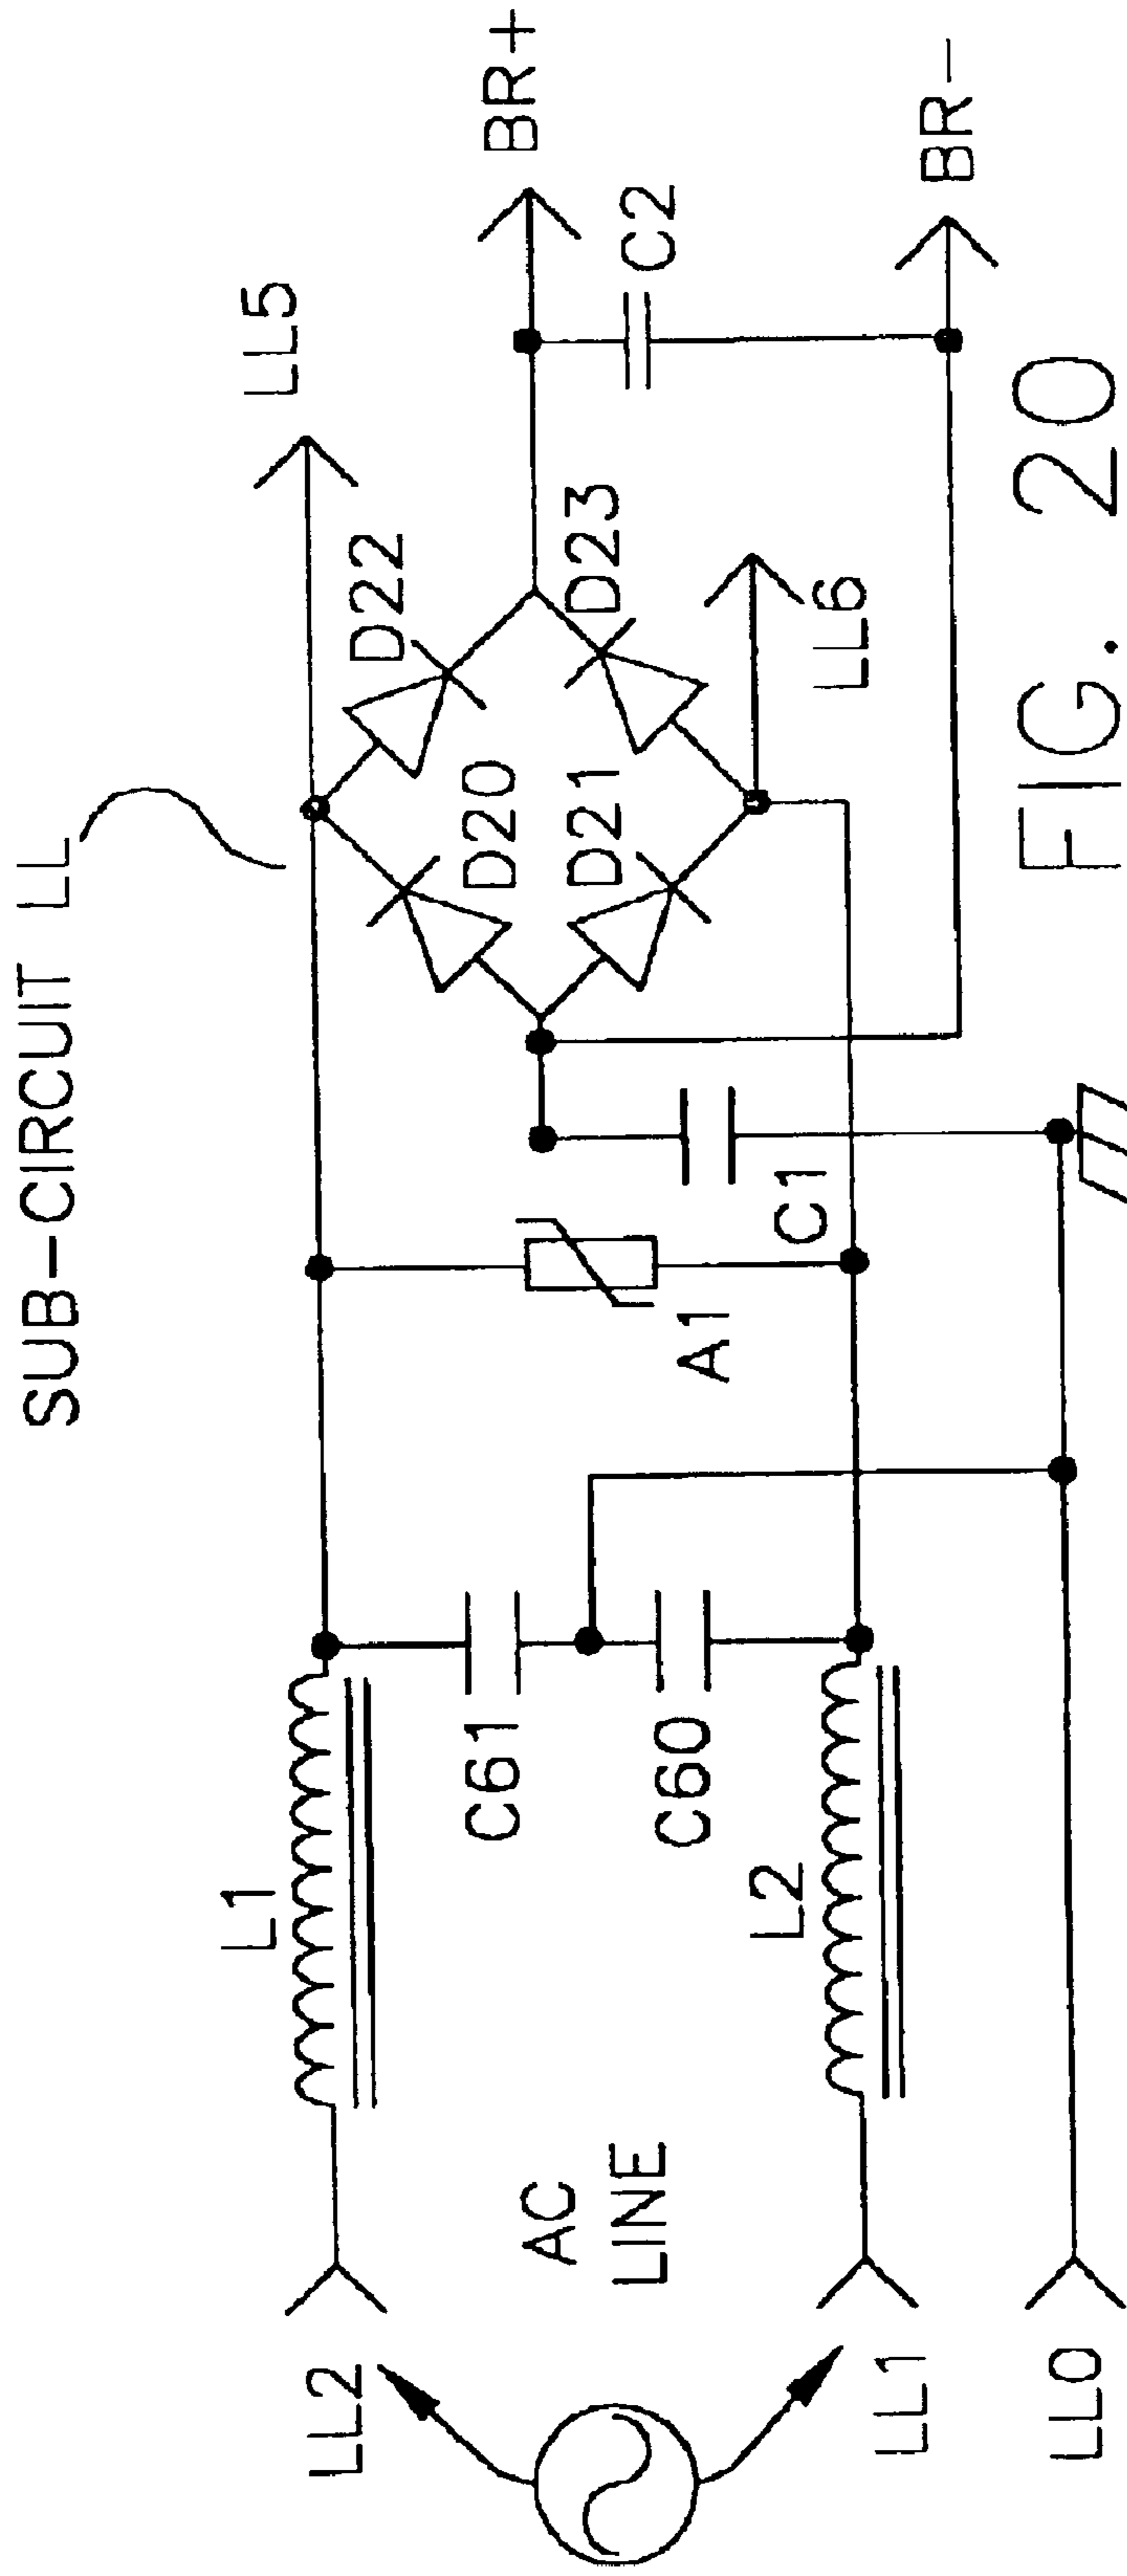 SUB-CIRCUIT LL
LL5
BR+
L1
D22
D20
C61
C2
AC
LINE
D23
D21
C60
A1
L2
C1
LL6
BR-
LL2
LL1
LL0
FIG. 20